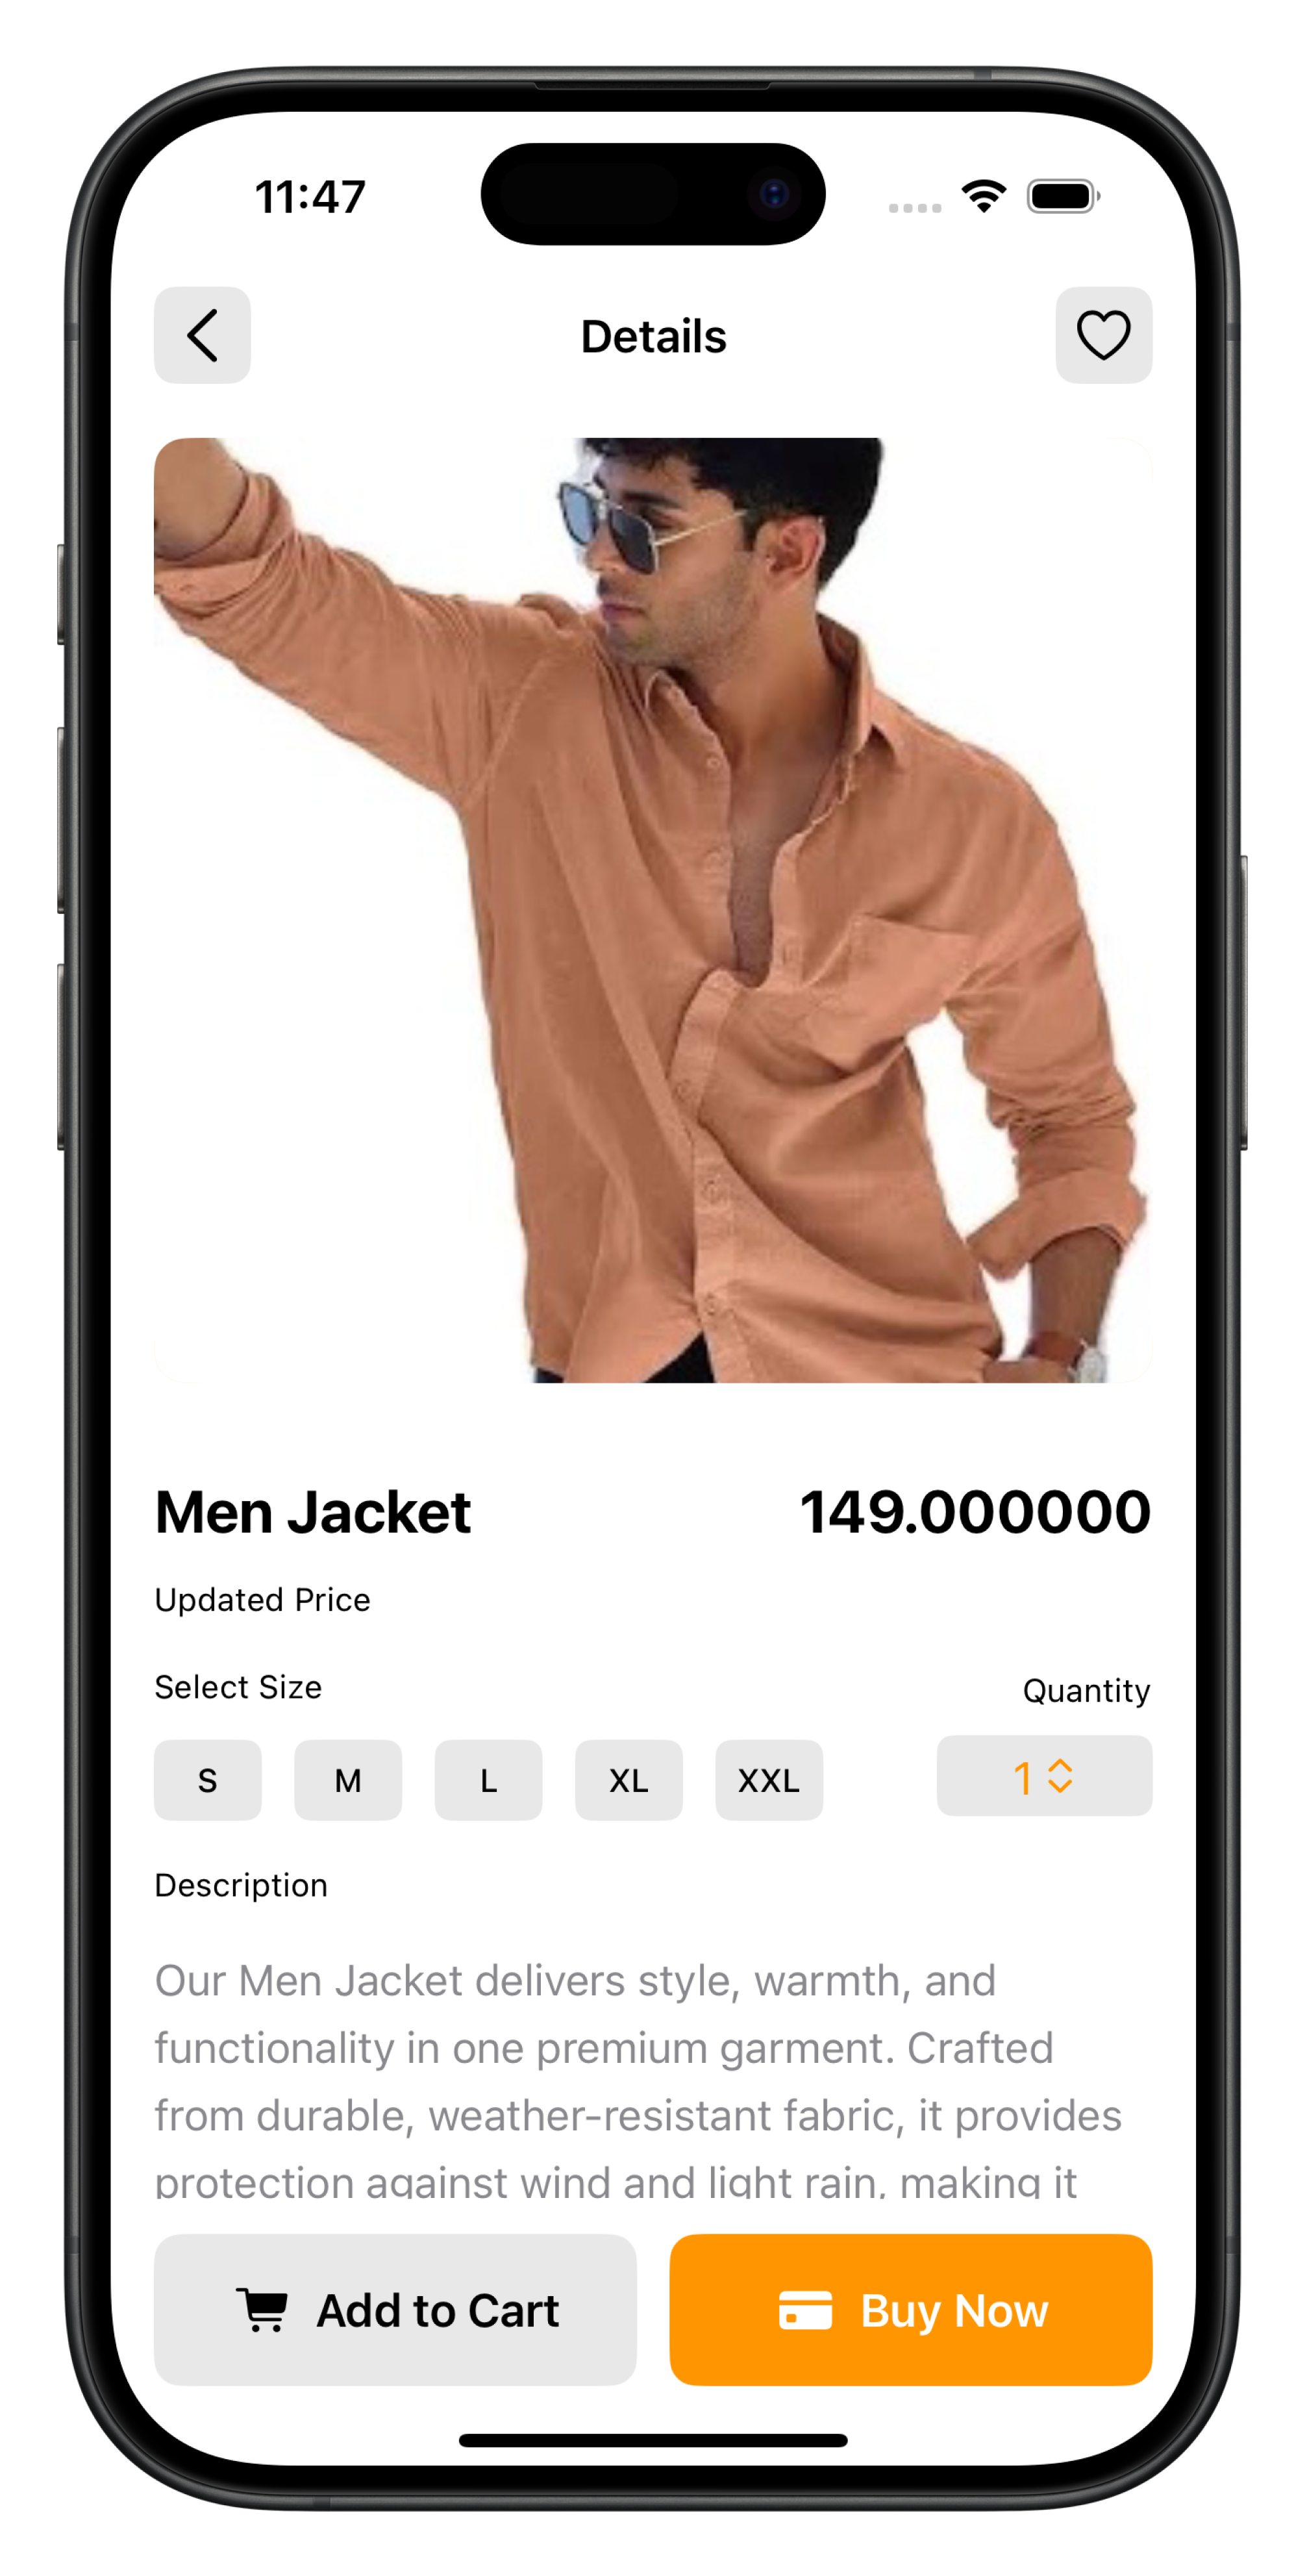 11:47
Details
Men Jacket
149.000000
Updated Price
Select Size
Quantity
S M L XL XXL
1
Description
Our Men Jacket delivers style, warmth, and
functionality in one premium garment. Crafted
from durable, weather-resistant fabric, it provides
protection against wind and light rain, making it
Add to Cart
Buy Now